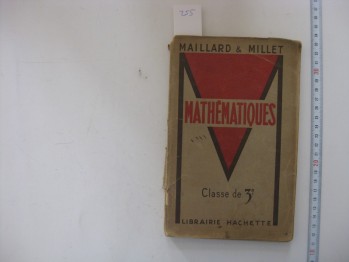 MAILLARD & MILLET
MATHÉMATIQUES
Classe de 3e
LIBRAIRIE HACHETTE